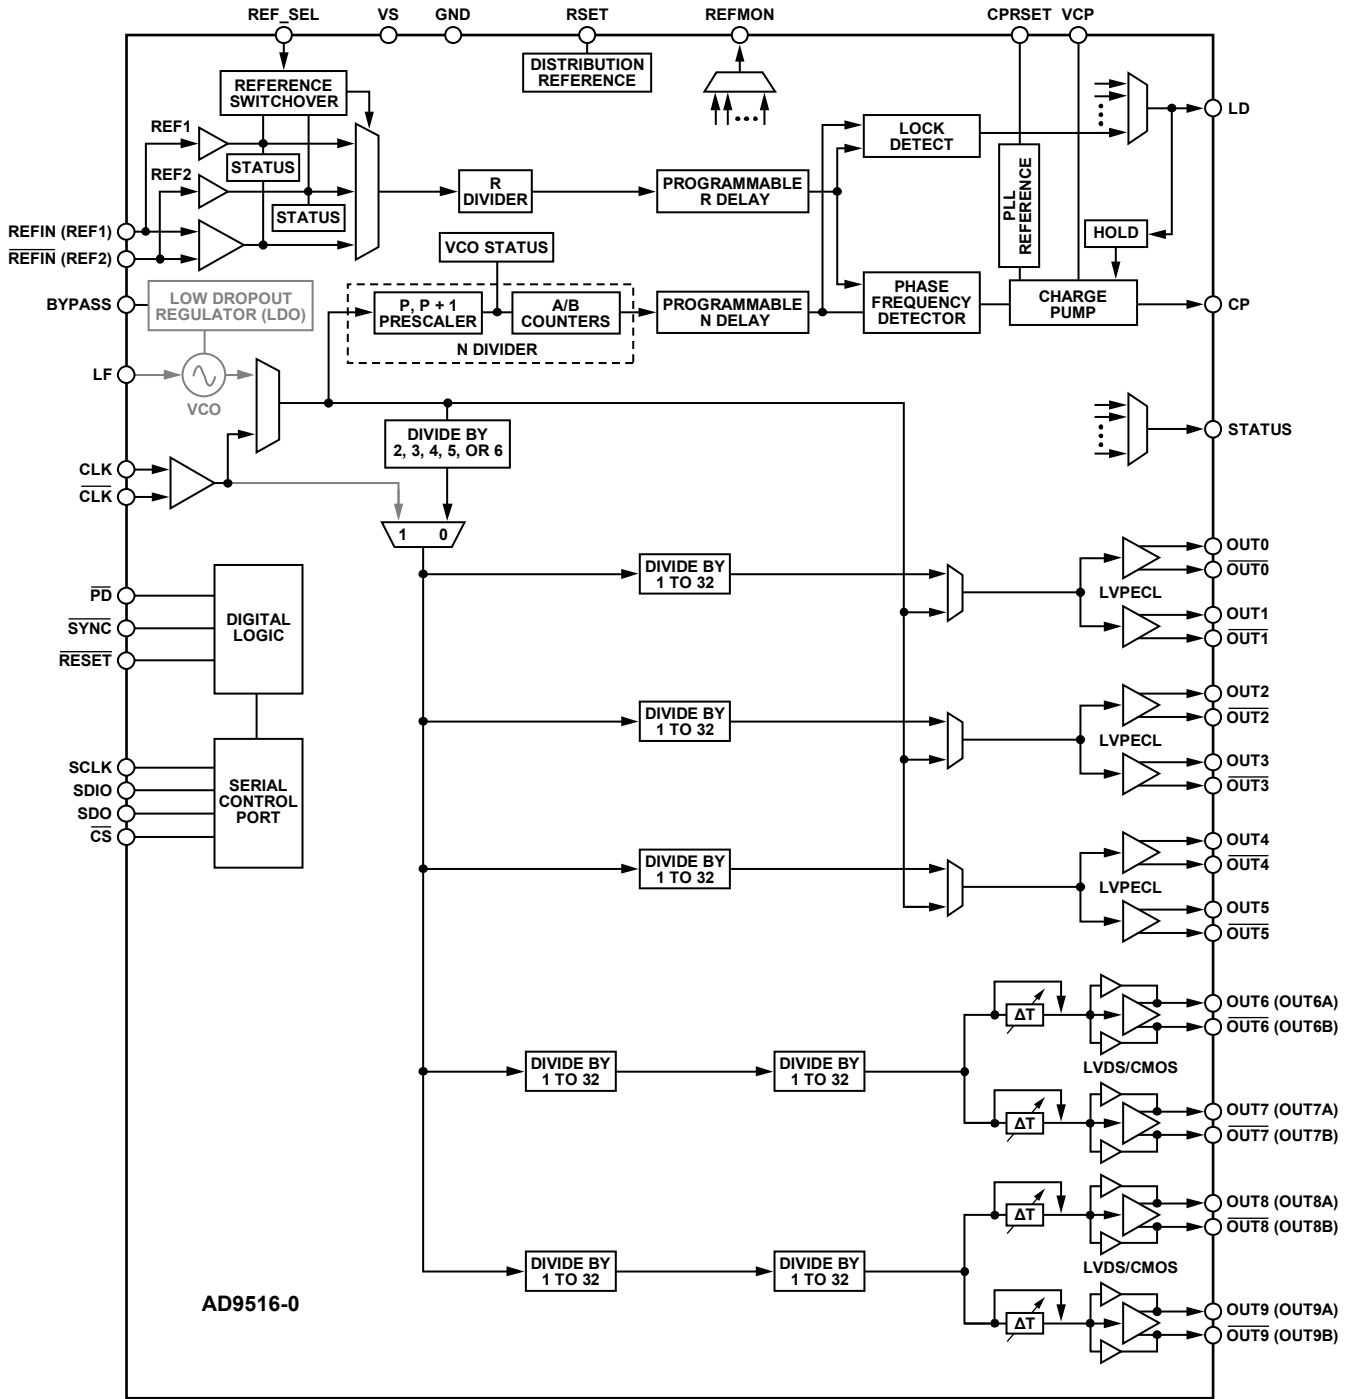 REF_SEL VS GND RSET REFMON CPRSET VCP
DISTRIBUTION
REFERENCE
REFERENCE
SWITCHOVER
REF1
STATUS
REF2
STATUS
REFIN (REF1)
REFIN (REF2)
R
DIVIDER
PROGRAMMABLE
R DELAY
LOCK
DETECT
LD
PLL
REFERENCE
HOLD
VCO STATUS
BYPASS
LOW DROPOUT
REGULATOR (LDO)
P, P + 1
PRESCALER
A/B
COUNTERS
N DIVIDER
PROGRAMMABLE
N DELAY
PHASE
FREQUENCY
DETECTOR
CHARGE
PUMP
CP
LF
VCO
STATUS
DIVIDE BY
2, 3, 4, 5, OR 6
CLK
CLK
1 0
PD
SYNC
RESET
DIGITAL
LOGIC
DIVIDE BY
1 TO 32
LVPECL
OUT0
OUT0
OUT1
OUT1
DIVIDE BY
1 TO 32
LVPECL
OUT2
OUT2
OUT3
OUT3
SCLK
SDIO
SDO
CS
SERIAL
CONTROL
PORT
DIVIDE BY
1 TO 32
LVPECL
OUT4
OUT4
OUT5
OUT5
DIVIDE BY
1 TO 32
DIVIDE BY
1 TO 32
ΔT
OUT6 (OUT6A)
OUT6 (OUT6B)
LVDS/CMOS
ΔT
OUT7 (OUT7A)
OUT7 (OUT7B)
DIVIDE BY
1 TO 32
DIVIDE BY
1 TO 32
ΔT
OUT8 (OUT8A)
OUT8 (OUT8B)
LVDS/CMOS
ΔT
OUT9 (OUT9A)
OUT9 (OUT9B)
AD9516-0